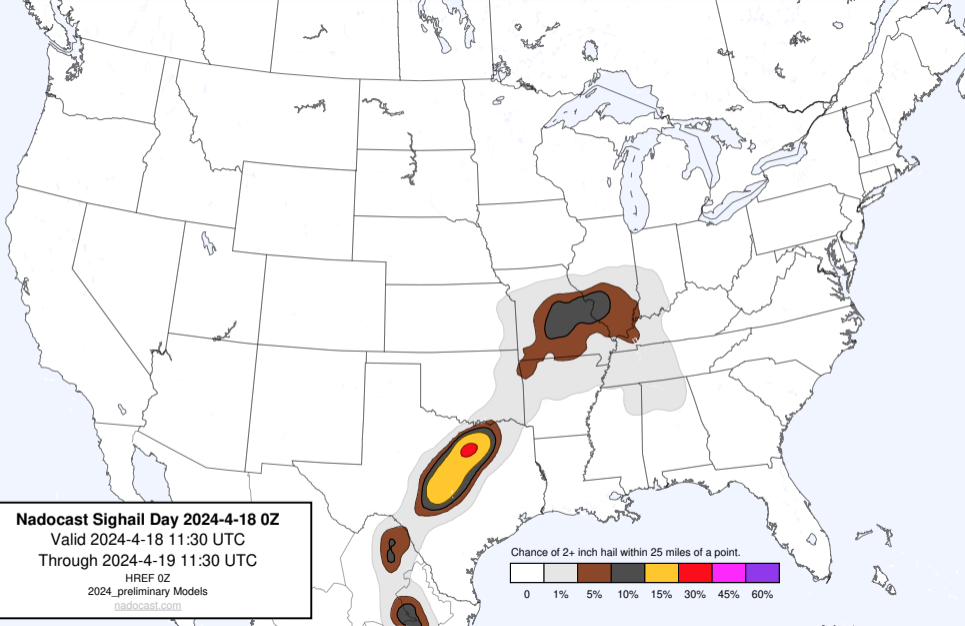 Nadocast Sighail Day 2024-4-18 0Z
Valid 2024-4-18 11:30 UTC
Through 2024-4-19 11:30 UTC
HREF 0Z
2024_preliminary Models
nadocast.com
Chance of 2+ inch hail within 25 miles of a point.
0 1% 5% 10% 15% 30% 45% 60%